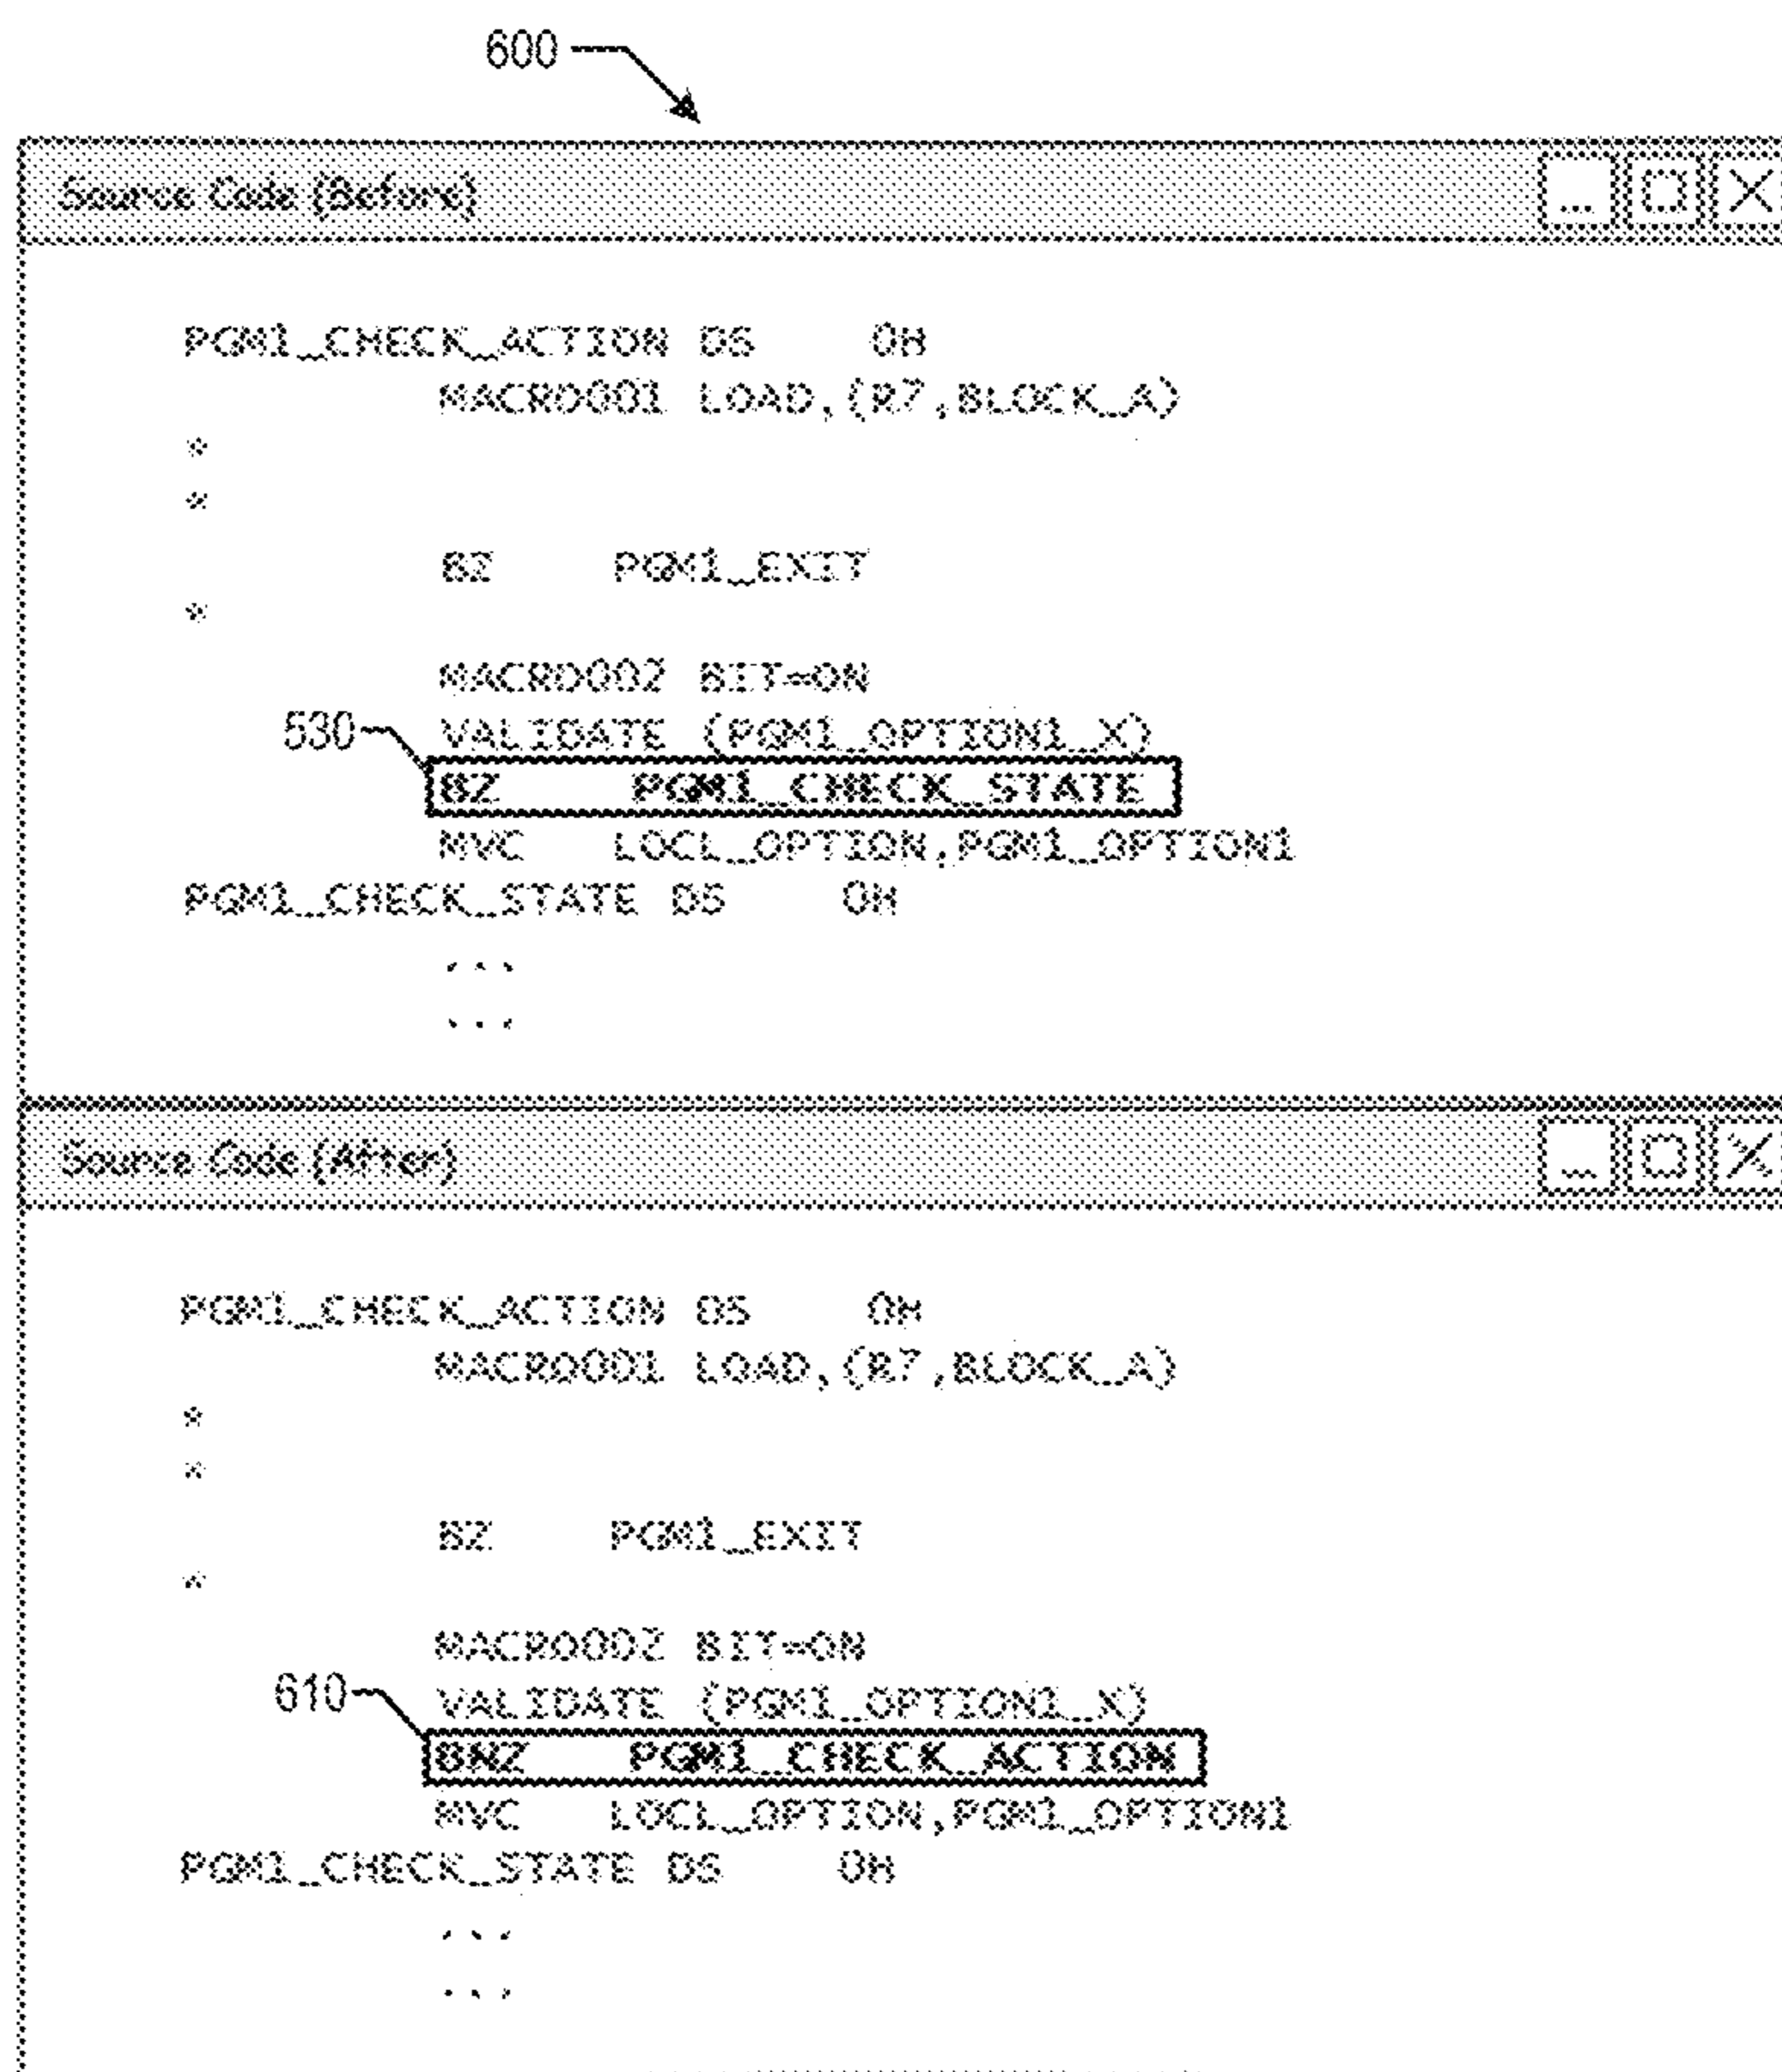 600
Source Code (Before)
PGM1_CHECK_ACTION DS 0H
MACRO001 LOAD,(R7,BLOCK_A)
*
*
BZ PGM1_EXIT
*
MACRO002 BIT=ON
VALIDATE (PGM1_OPTION1_X)
530
BZ PGM1_CHECK_STATE
MVC LOCL_OPTION,PGM1_OPTION1
PGM1_CHECK_STATE DS 0H
...
...
Source Code (After)
PGM1_CHECK_ACTION DS 0H
MACRO001 LOAD,(R7,BLOCK_A)
*
*
BZ PGM1_EXIT
*
MACRO002 BIT=ON
VALIDATE (PGM1_OPTION1_X)
610
BNZ PGM1_CHECK_ACTION
MVC LOCL_OPTION,PGM1_OPTION1
PGM1_CHECK_STATE DS 0H
...
...